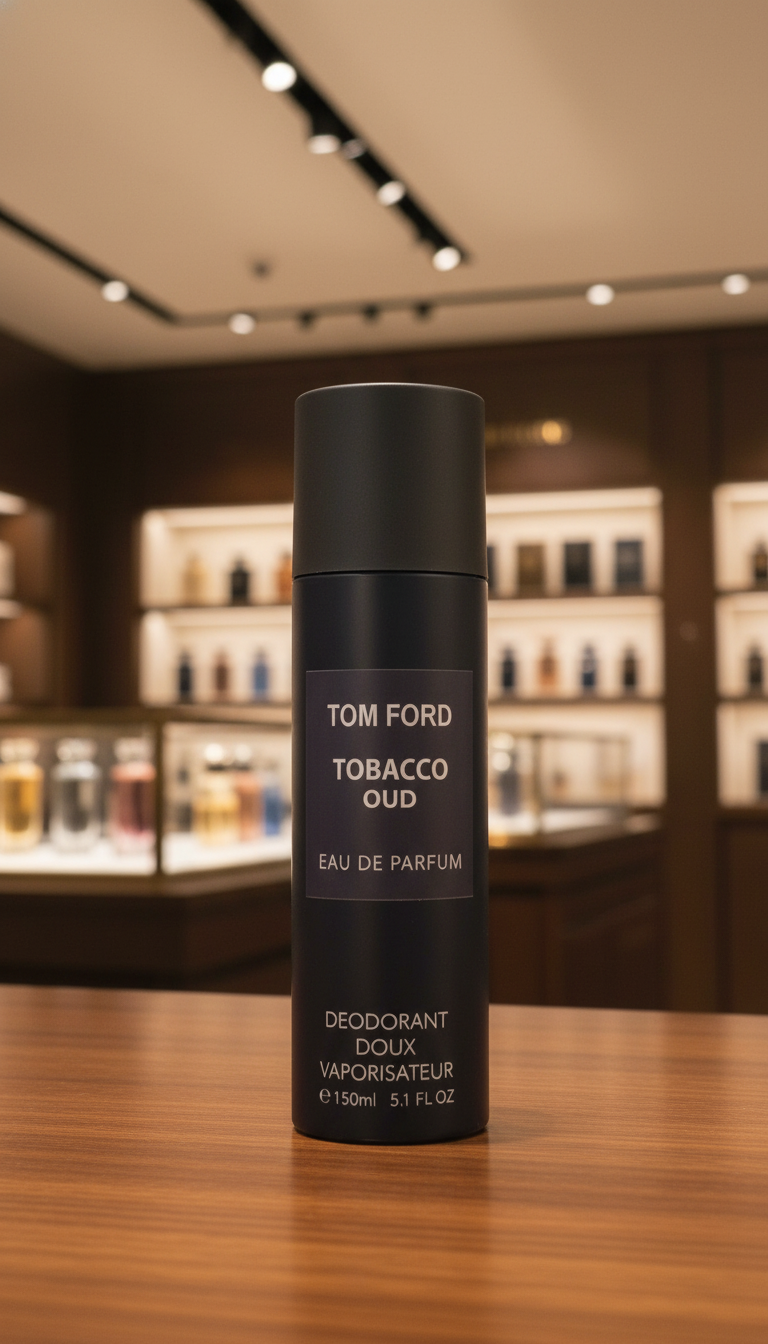 TOM FORD
TOBACCO
OUD
EAU DE PARFUM
DEODORANT
DOUX
VAPORISATEUR
℮150ml 5.1 FL OZ